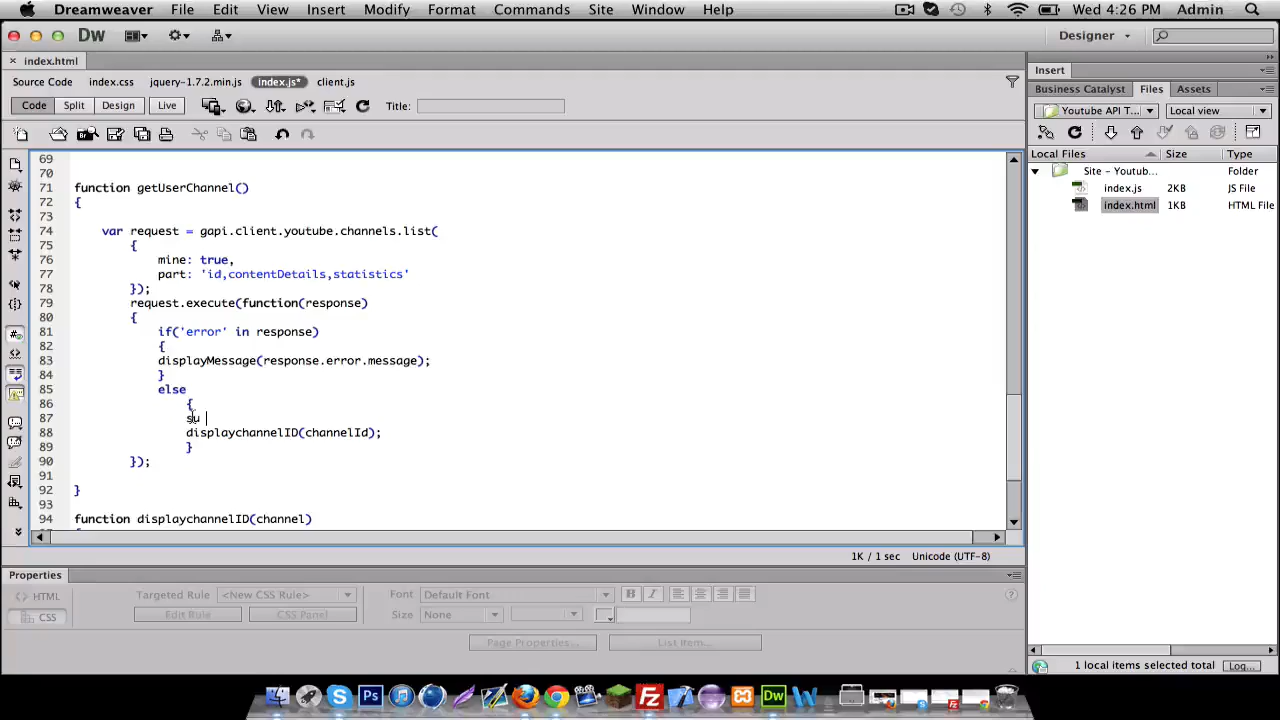 Dreamweaver File Edit View Insert Modify Format Commands Site Window Help Wed 4:26 PM Admin
Dw Designer
index.html
Insert
Source Code index.css jquery-1.7.2.min.js index.js* client.js
Business Catalyst Files Assets
Code Split Design Live Title:
Youtube API T... Local view
Local Files Size Type
Site – Youtub... Folder
index.js 2KB JS File
index.html 1KB HTML File
69
70
71 function getUserChannel()
72 {
73
74 var request = gapi.client.youtube.channels.list(
75 {
76 mine: true,
77 part: 'id,contentDetails,statistics'
78 });
79 request.execute(function(response)
80 {
81 if('error' in response)
82 {
83 displayMessage(response.error.message);
84 }
85 else
86 {
87 su
88 displaychannelID(channelId);
89 }
90 });
91
92 }
93
94 function displaychannelID(channel)
1K / 1 sec Unicode (UTF-8)
Properties
<> HTML Targeted Rule <New CSS Rule> Font Default Font B I
CSS Edit Rule CSS Panel Size None
Page Properties... List Item...
1 local items selected total Log...
Ps Fz Dw W